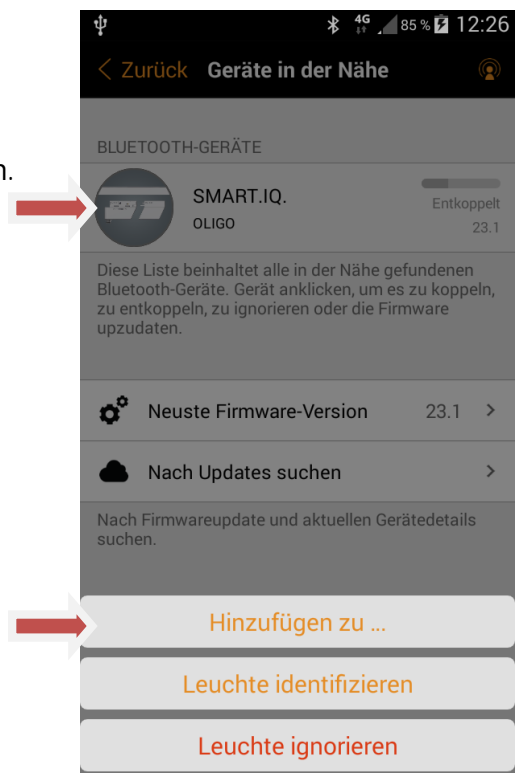 4G 85 % 12:26
< Zurück Geräte in der Nähe
BLUETOOTH-GERÄTE
n.
SMART.IQ.
Entkoppelt
OLIGO
23.1
Diese Liste beinhaltet alle in der Nähe gefundenen
Bluetooth-Geräte. Gerät anklicken, um es zu koppeln,
zu entkoppeln, zu ignorieren oder die Firmware
upzudaten.
Neuste Firmware-Version 23.1 >
Nach Updates suchen >
Nach Firmwareupdate und aktuellen Gerätedetails
suchen.
Hinzufügen zu ...
Leuchte identifizieren
Leuchte ignorieren